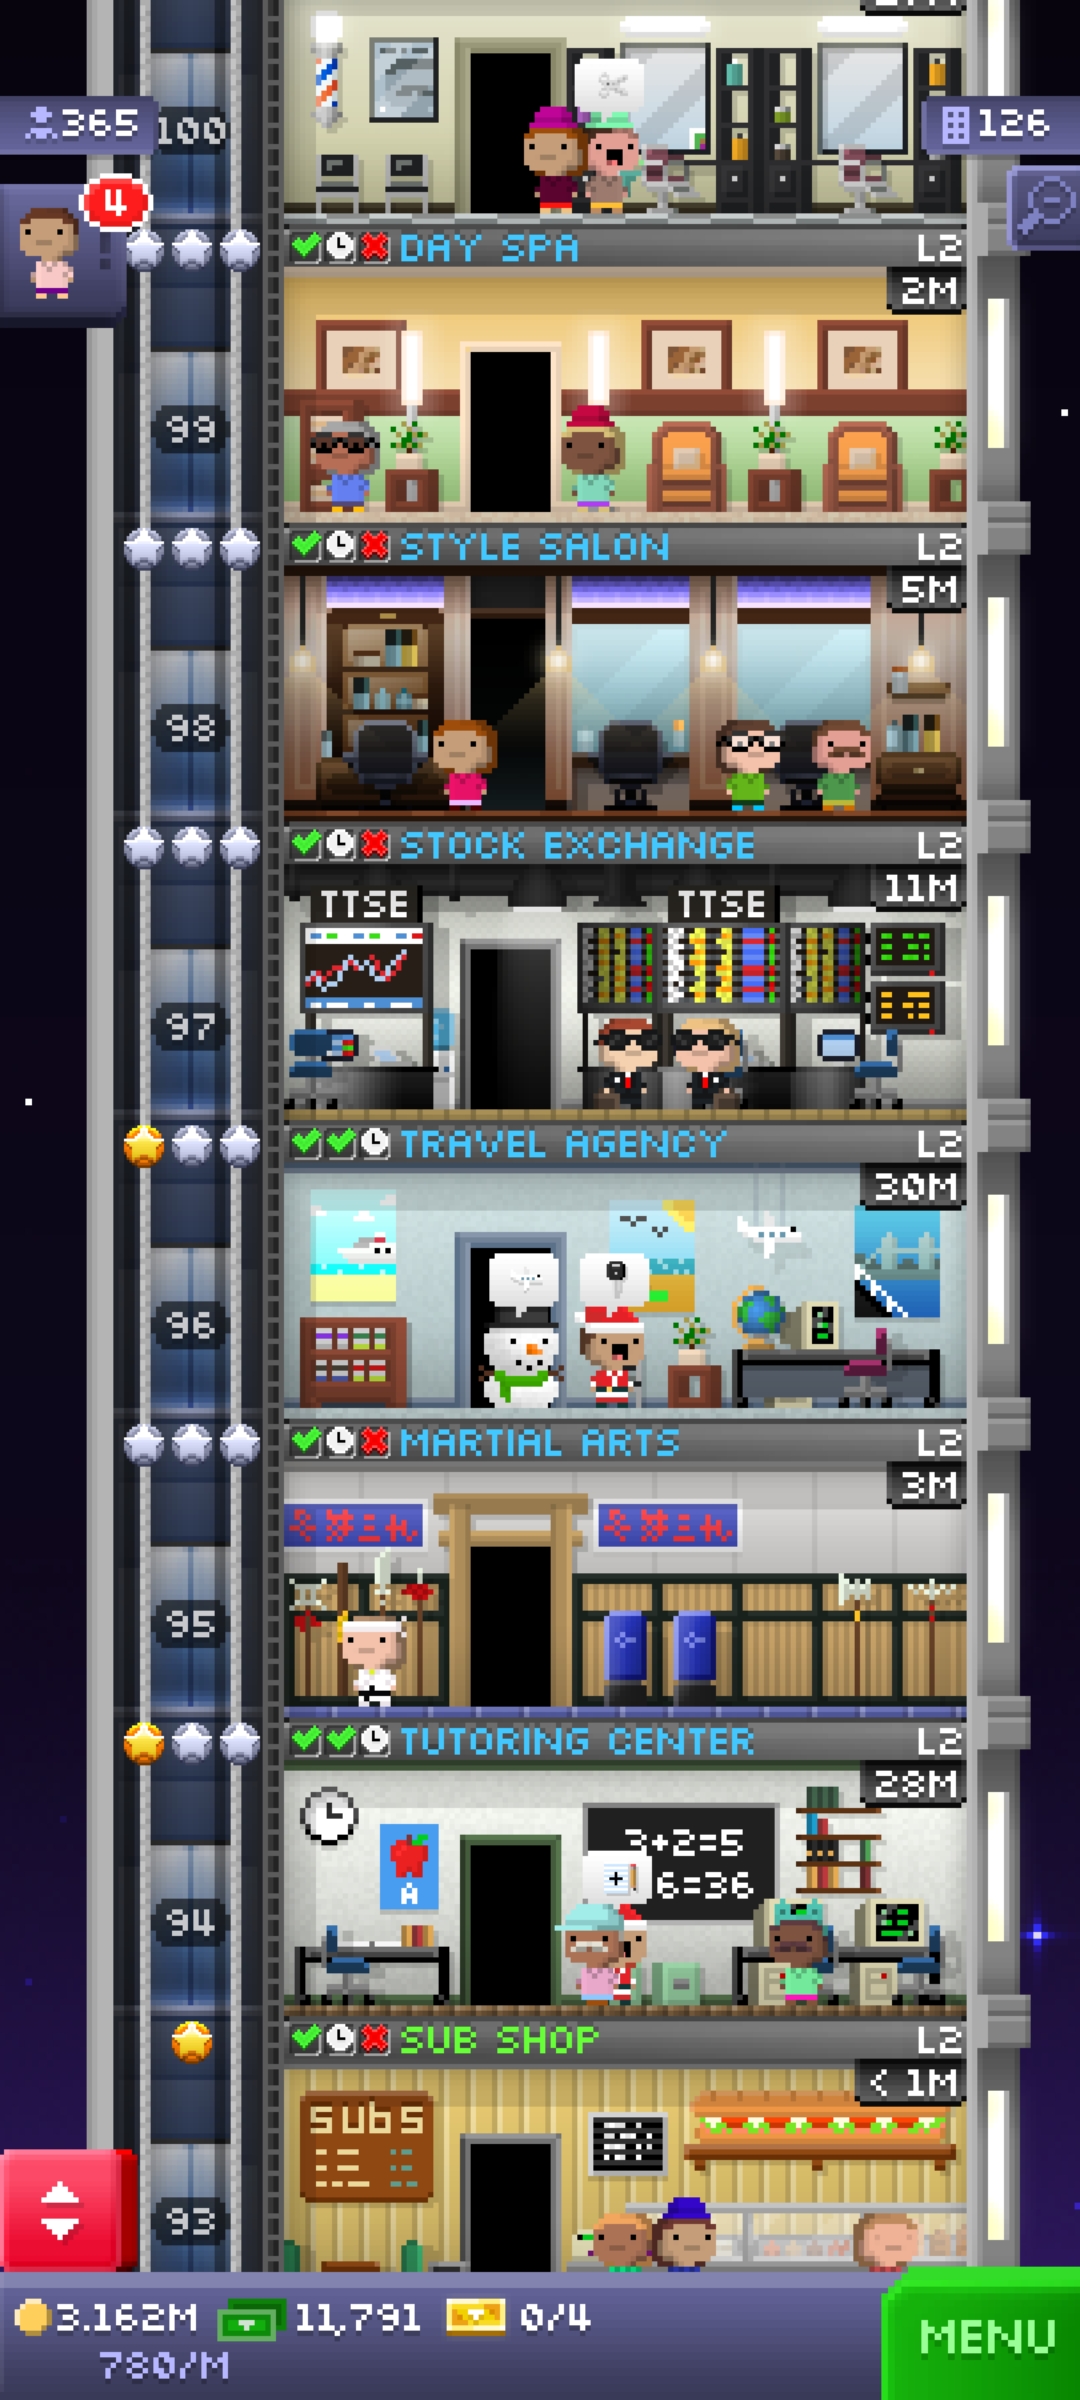 365
100
126
4
DAY SPA
L2
2M
99
STYLE SALON
L2
5M
98
STOCK EXCHANGE
L2
11M
TTSE
TTSE
97
TRAVEL AGENCY
L2
30M
96
MARTIAL ARTS
L2
3M
95
TUTORING CENTER
L2
28M
3+2=5
6=36
A
94
SUB SHOP
L2
< 1M
SUBS
93
3.162M
11,791
0/4
780/M
MENU